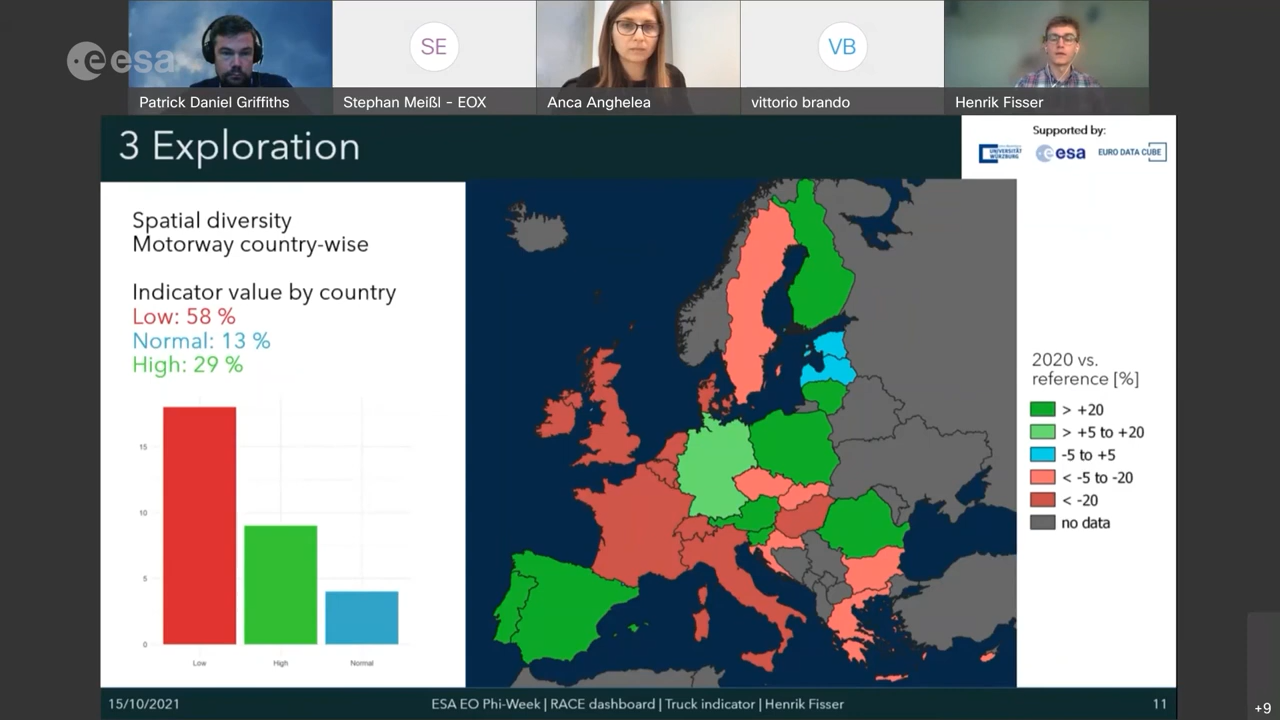 esa
SE
VB
Patrick Daniel Griffiths
Stephan Meißl - EOX
Anca Anghelea
vittorio brando
Henrik Fisser
3 Exploration
Supported by:
UNIVERSITÄT
WÜRZBURG
esa
EURO DATA CUBE
Spatial diversity
Motorway country-wise
Indicator value by country
Low: 58 %
Normal: 13 %
High: 29 %
15
10
5
0
Low
High
Normal
2020 vs.
reference [%]
> +20
> +5 to +20
-5 to +5
< -5 to -20
< -20
no data
15/10/2021
ESA EO Phi-Week | RACE dashboard | Truck indicator | Henrik Fisser
11
+9